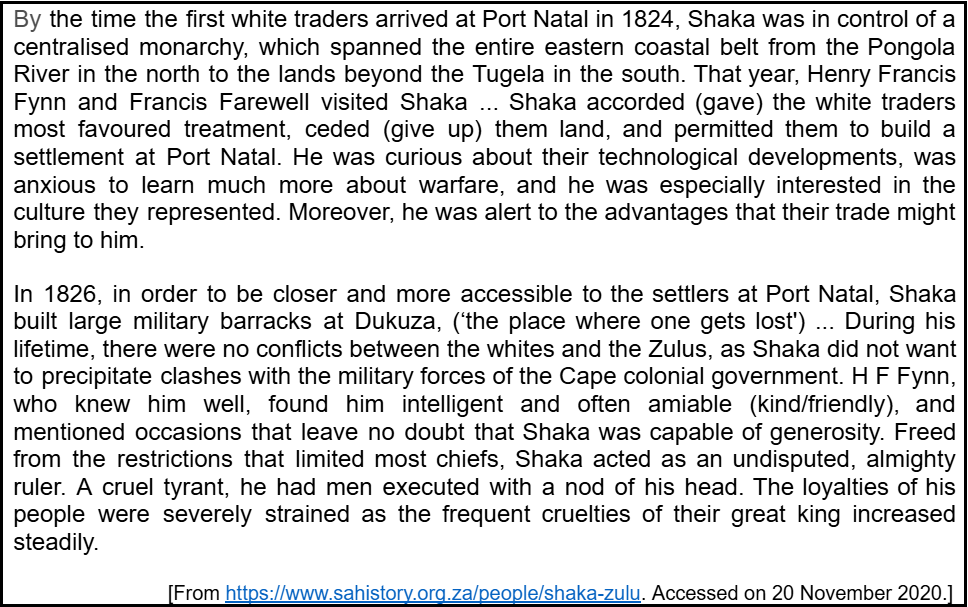 By the time the first white traders arrived at Port Natal in 1824, Shaka was in control of a
centralised monarchy, which spanned the entire eastern coastal belt from the Pongola
River in the north to the lands beyond the Tugela in the south. That year, Henry Francis
Fynn and Francis Farewell visited Shaka ... Shaka accorded (gave) the white traders
most favoured treatment, ceded (give up) them land, and permitted them to build a
settlement at Port Natal. He was curious about their technological developments, was
anxious to learn much more about warfare, and he was especially interested in the
culture they represented. Moreover, he was alert to the advantages that their trade might
bring to him.
In 1826, in order to be closer and more accessible to the settlers at Port Natal, Shaka
built large military barracks at Dukuza, (‘the place where one gets lost') ... During his
lifetime, there were no conflicts between the whites and the Zulus, as Shaka did not want
to precipitate clashes with the military forces of the Cape colonial government. H F Fynn,
who knew him well, found him intelligent and often amiable (kind/friendly), and
mentioned occasions that leave no doubt that Shaka was capable of generosity. Freed
from the restrictions that limited most chiefs, Shaka acted as an undisputed, almighty
ruler. A cruel tyrant, he had men executed with a nod of his head. The loyalties of his
people were severely strained as the frequent cruelties of their great king increased
steadily.
[From https://www.sahistory.org.za/people/shaka-zulu. Accessed on 20 November 2020.]